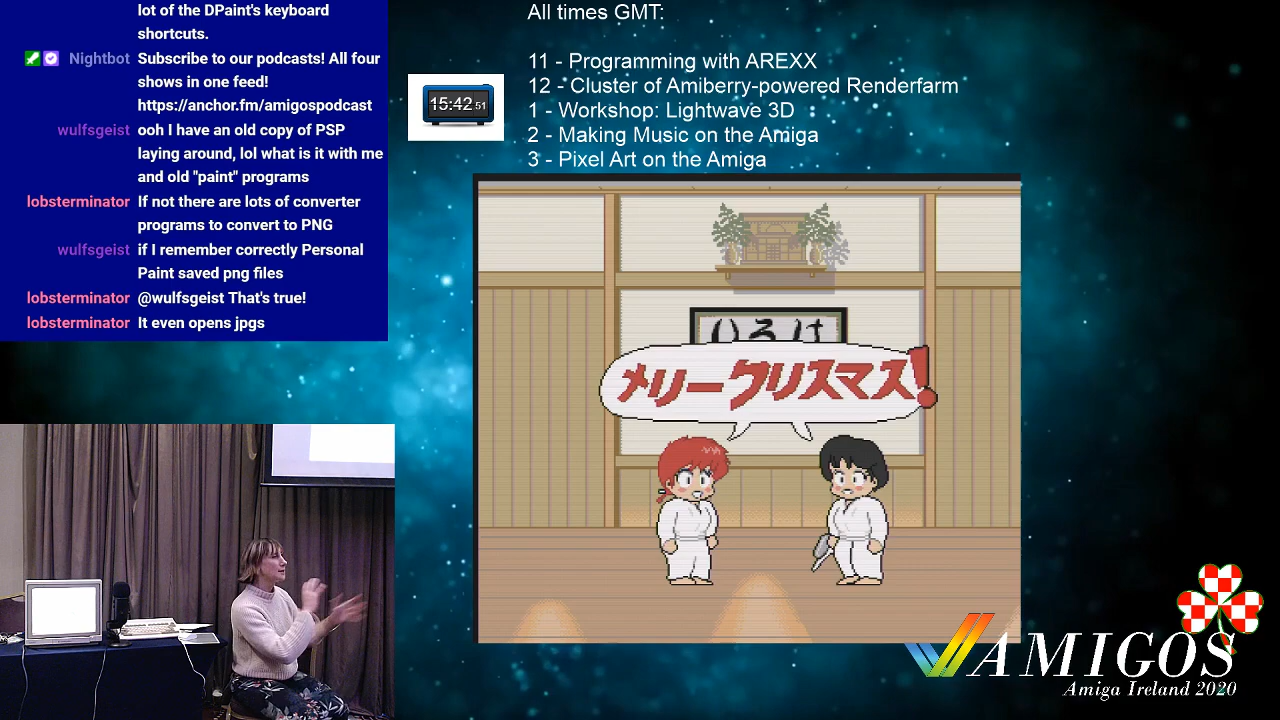 lot of the DPaint's keyboard
shortcuts.
Nightbot Subscribe to our podcasts! All four
shows in one feed!
https://anchor.fm/amigospodcast
wulfsgeist ooh I have an old copy of PSP
laying around, lol what is it with me
and old "paint" programs
lobsterminator If not there are lots of converter
programs to convert to PNG
wulfsgeist if I remember correctly Personal
Paint saved png files
lobsterminator @wulfsgeist That's true!
lobsterminator It even opens jpgs
15:42 51
All times GMT:
11 - Programming with AREXX
12 - Cluster of Amiberry-powered Renderfarm
1 - Workshop: Lightwave 3D
2 - Making Music on the Amiga
3 - Pixel Art on the Amiga
いろは
メリークリスマス!
AMIGOS
Amiga Ireland 2020